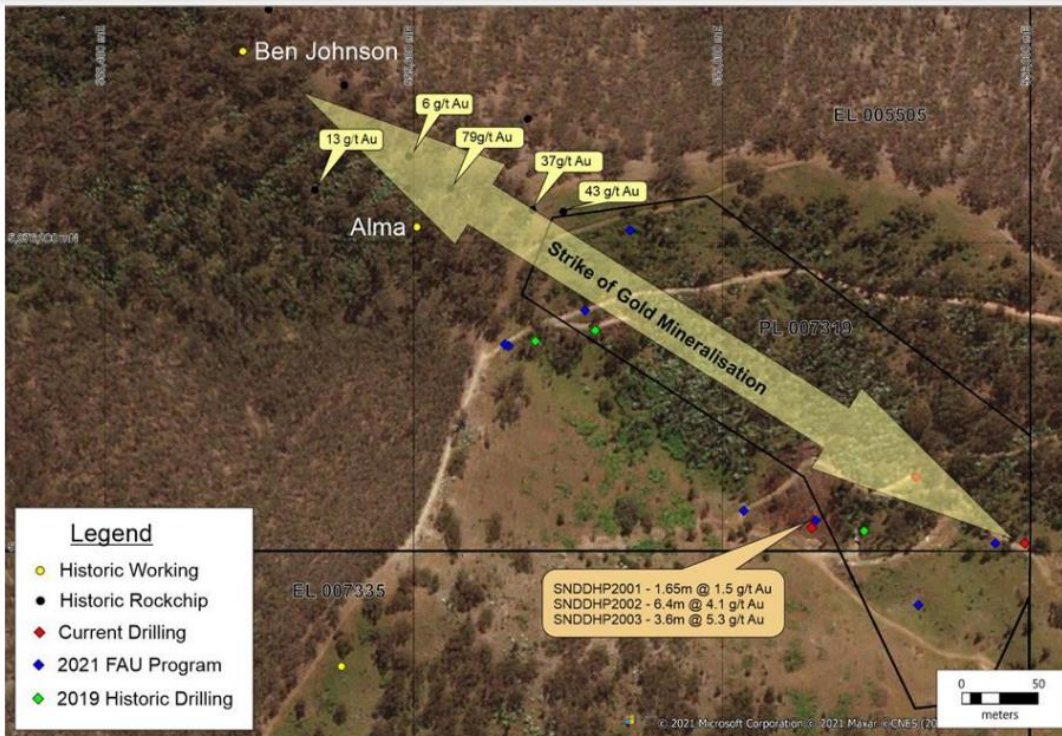 Ben Johnson
EL 005505
6 g/t Au
79g/t Au
13 g/t Au
37g/t Au
43 g/t Au
Alma
Strike of Gold Mineralisation
PL 007319
Legend
Historic Working
Historic Rockchip
Current Drilling
2021 FAU Program
2019 Historic Drilling
EL 007335
SNDDHP2001 - 1.65m @ 1.5 g/t Au
SNDDHP2002 - 6.4m @ 4.1 g/t Au
SNDDHP2003 - 3.6m @ 5.3 g/t Au
0 50
meters
© 2021 Microsoft Corporation © 2021 Maxar © CNES (20